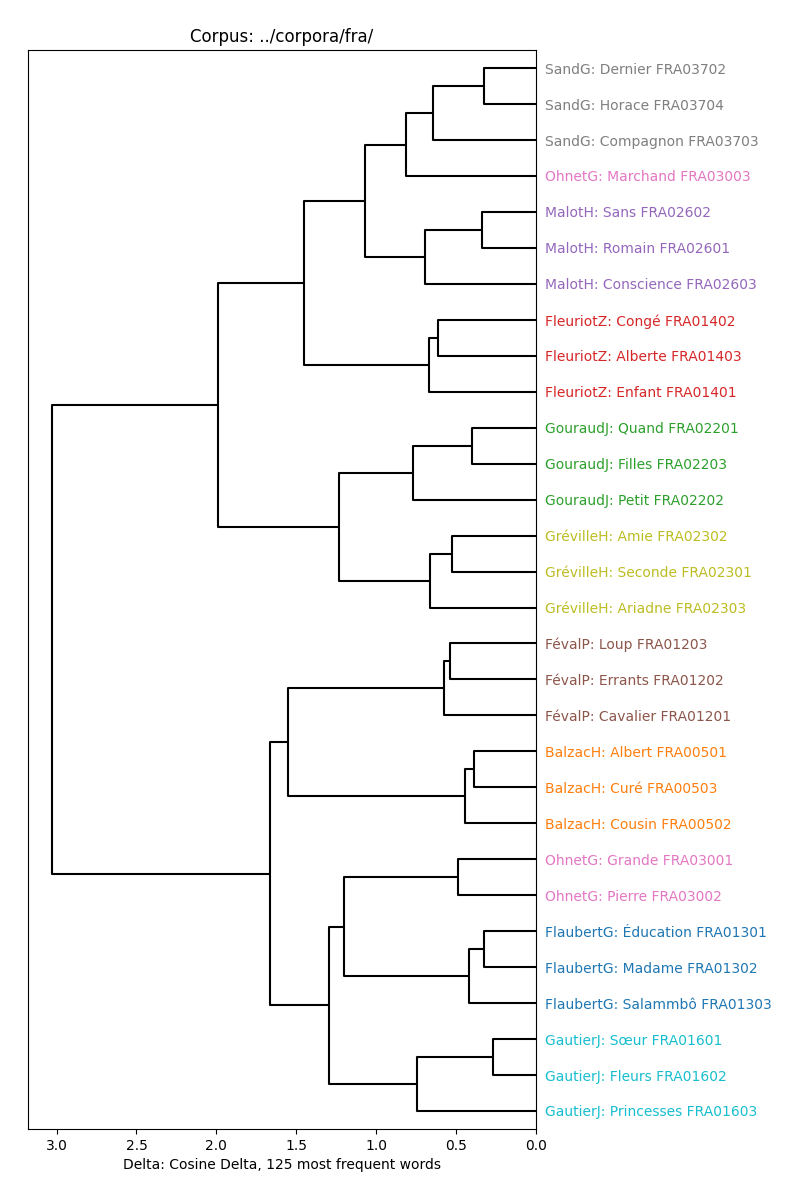 Corpus: ../corpora/fra/
SandG: Dernier FRA03702
SandG: Horace FRA03704
SandG: Compagnon FRA03703
OhnetG: Marchand FRA03003
MalotH: Sans FRA02602
MalotH: Romain FRA02601
MalotH: Conscience FRA02603
FleuriotZ: Congé FRA01402
FleuriotZ: Alberte FRA01403
FleuriotZ: Enfant FRA01401
GouraudJ: Quand FRA02201
GouraudJ: Filles FRA02203
GouraudJ: Petit FRA02202
GrévilleH: Amie FRA02302
GrévilleH: Seconde FRA02301
GrévilleH: Ariadne FRA02303
FévalP: Loup FRA01203
FévalP: Errants FRA01202
FévalP: Cavalier FRA01201
BalzacH: Albert FRA00501
BalzacH: Curé FRA00503
BalzacH: Cousin FRA00502
OhnetG: Grande FRA03001
OhnetG: Pierre FRA03002
FlaubertG: Éducation FRA01301
FlaubertG: Madame FRA01302
FlaubertG: Salammbô FRA01303
GautierJ: Sœur FRA01601
GautierJ: Fleurs FRA01602
GautierJ: Princesses FRA01603
3.0 2.5 2.0 1.5 1.0 0.5 0.0
Delta: Cosine Delta, 125 most frequent words